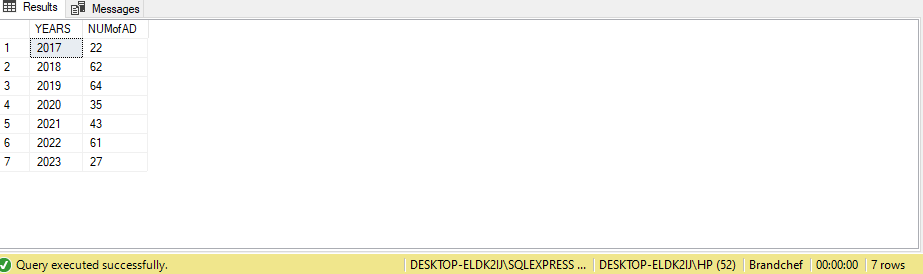 Results Messages
YEARS NUMofAD
1 2017 22
2 2018 62
3 2019 64
4 2020 35
5 2021 43
6 2022 61
7 2023 27
Query executed successfully. DESKTOP-ELDK2IJ\SQLEXPRESS ... DESKTOP-ELDK2IJ\HP (52) Brandchef 00:00:00 7 rows